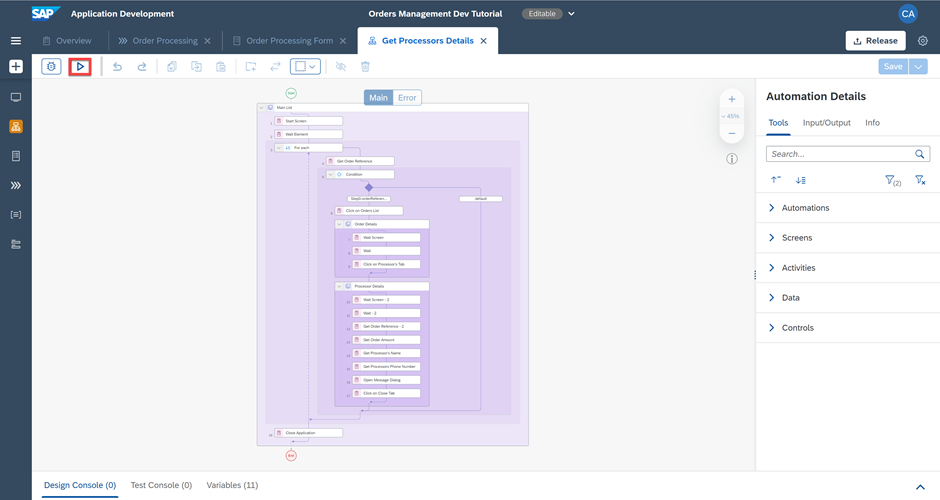 SAP Application Development Orders Management Dev Tutorial Editable CA
Overview Order Processing Order Processing Form Get Processors Details Release
Save
Main Error
Start
Main List
Start Screen
Wait Element
For each
Get Order Reference
Condition
default
Click on Orders List
Order Details
Wait Screen
Wait
Click on Processor's Tab
Processor Details
Wait Screen - 2
Wait - 2
Get Order Reference - 2
Get Order Amount
Get Processor's Name
Get Processors Phone Number
Open Message Dialog
Click on Close Tab
Close Application
End
45%
Automation Details
Tools Input/Output Info
Search...
(2)
Automations
Screens
Activities
Data
Controls
Design Console (0) Test Console (0) Variables (11)